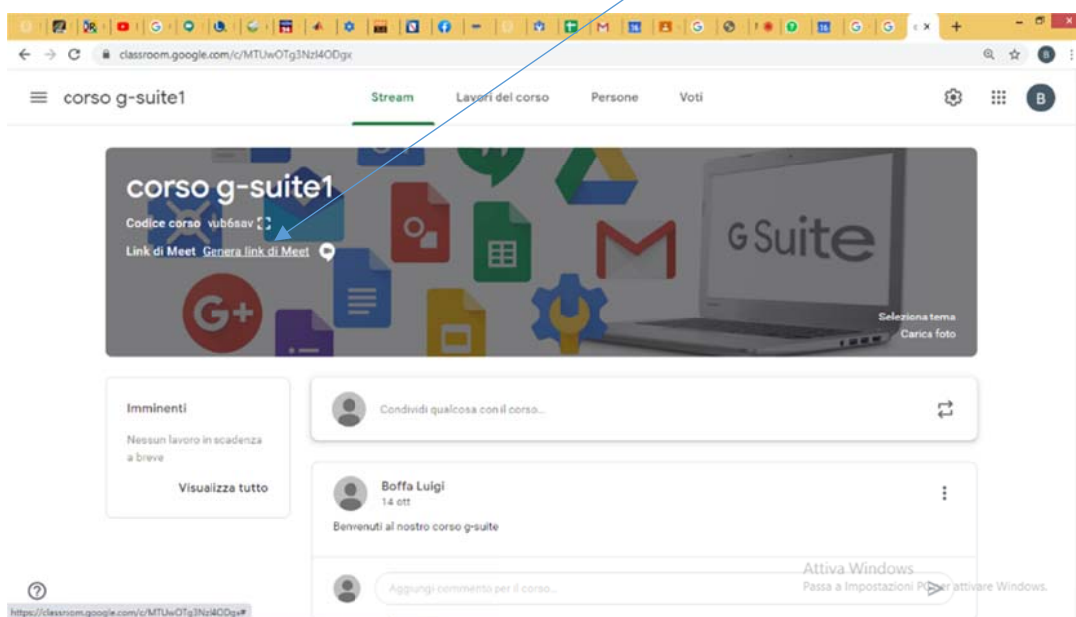 classroom.google.com/c/MTUwOTg3NzI4ODgx
corso g-suite1
Stream Lavori del corso Persone Voti
B
corso g-suite1
Codice corso vub6sav
Link di Meet Genera link di Meet
G Suite
G+
Seleziona tema
Carica foto
Imminenti
Nessun lavoro in scadenza
a breve
Visualizza tutto
Condividi qualcosa con il corso...
Boffa Luigi
14 ott
Benvenuti al nostro corso g-suite
Aggiungi commento per il corso...
Attiva Windows
Passa a Impostazioni PC per attivare Windows.
https://classroom.google.com/c/MTUwOTg3NzI4ODgx#